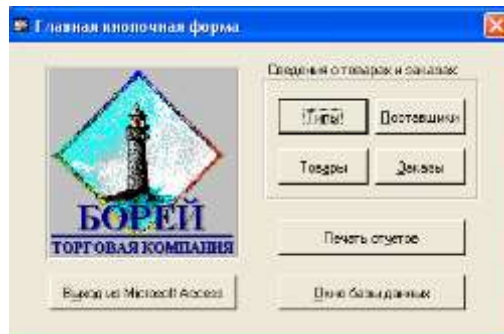 Главная кнопочная форма
Сведения о товарах и заказах:
Типы
Поставщики
Товары
Заказы
БОРЕЙ
ТОРГОВАЯ КОМПАНИЯ
Печать отчетов
Выход из Microsoft Access
Окно базы данных